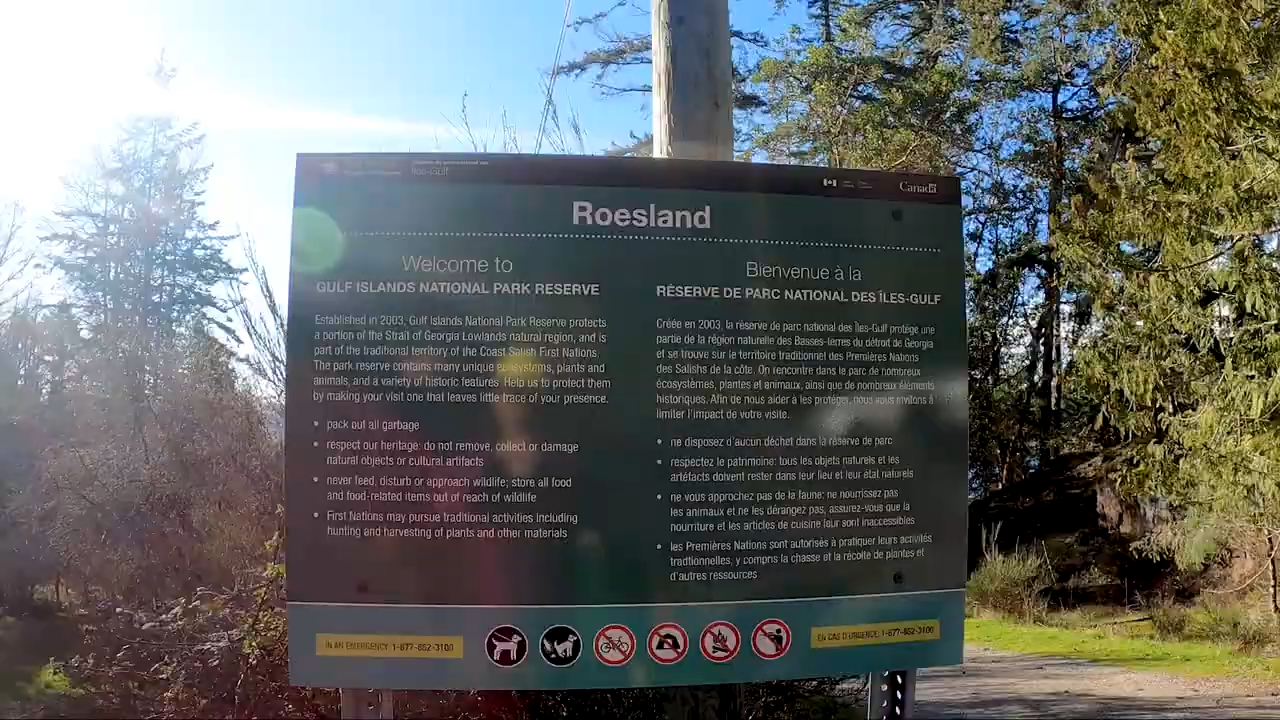 Îles-Gulf
Canada
Roesland
Welcome to
GULF ISLANDS NATIONAL PARK RESERVE
Established in 2003, Gulf Islands National Park Reserve protects
a portion of the Strait of Georgia Lowlands natural region, and is
part of the traditional territory of the Coast Salish First Nations.
The park reserve contains many unique ecosystems, plants and
animals, and a variety of historic features. Help us to protect them
by making your visit one that leaves little trace of your presence.
• pack out all garbage
• respect our heritage: do not remove, collect or damage
natural objects or cultural artifacts
• never feed, disturb or approach wildlife; store all food
and food-related items out of reach of wildlife
• First Nations may pursue traditional activities including
hunting and harvesting of plants and other materials
Bienvenue à la
RÉSERVE DE PARC NATIONAL DES ÎLES-GULF
Créée en 2003, la réserve de parc national des Îles-Gulf protège une
partie de la région naturelle des Basses-terres du détroit de Georgia
et se trouve sur le territoire traditionnel des Premières Nations
des Salishs de la côte. On rencontre dans le parc de nombreux
écosystèmes, plantes et animaux, ainsi que de nombreux éléments
historiques. Afin de nous aider à les protéger, nous vous invitons à
limiter l'impact de votre visite.
• ne disposez d'aucun déchet dans la réserve de parc
• respectez le patrimoine: tous les objets naturels et les
artéfacts doivent rester dans leur lieu et leur état naturels
• ne vous approchez pas de la faune: ne nourrissez pas
les animaux et ne les dérangez pas, assurez-vous que la
nourriture et les articles de cuisine leur sont inaccessibles
• les Premières Nations sont autorisés à pratiquer leurs activités
traditionnelles, y compris la chasse et la récolte de plantes et
d'autres ressources
IN AN EMERGENCY: 1-877-852-3100
EN CAS D'URGENCE: 1-877-852-3100